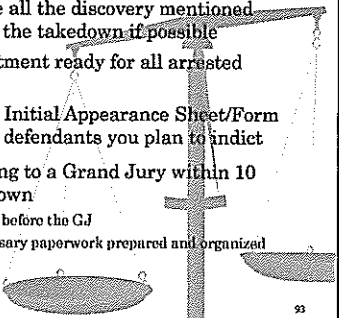 all the discovery mentioned
the takedown if possible
tment ready for all arrested
Initial Appearance Sheet/Form
defendants you plan to indict
ng to a Grand Jury within 10
own
before the GJ
sary paperwork prepared and organized
93